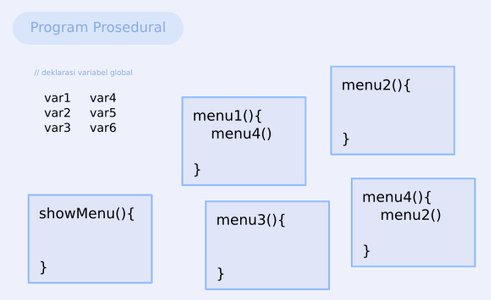 Program Prosedural
// deklarasi variabel global
var1 var4
var2 var5
var3 var6
menu1(){
menu4()
}
menu2(){
}
showMenu(){
}
menu3(){
}
menu4(){
menu2()
}